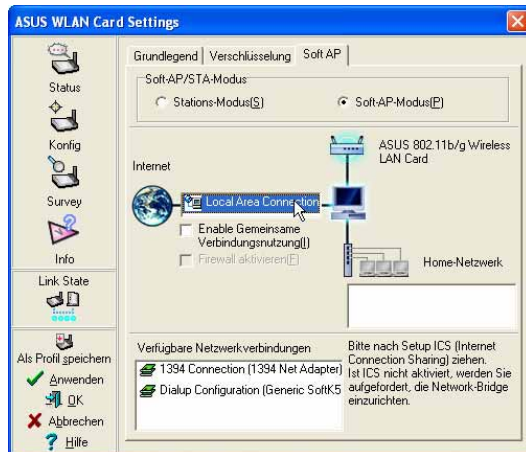 ASUS WLAN Card Settings
Status
Konfig
Survey
Info
Link State
Als Profil speichern
Anwenden
OK
Abbrechen
Hilfe
Grundlegend
Verschlüsselung
Soft AP
Soft-AP/STA-Modus
Stations-Modus(S)
Soft-AP-Modus(P)
ASUS 802.11b/g Wireless
LAN Card
Internet
Local Area Connection
Enable Gemeinsame
Verbindungsnutzung(I)
Firewall aktivieren(F)
Home-Netzwerk
Verfügbare Netzwerkverbindungen
1394 Connection (1394 Net Adapter)
Dialup Configuration (Generic SoftK5
Bitte nach Setup ICS (Internet
Connection Sharing) ziehen.
Ist ICS nicht aktiviert, werden Sie
aufgefordert, die Network-Bridge
einzurichten.